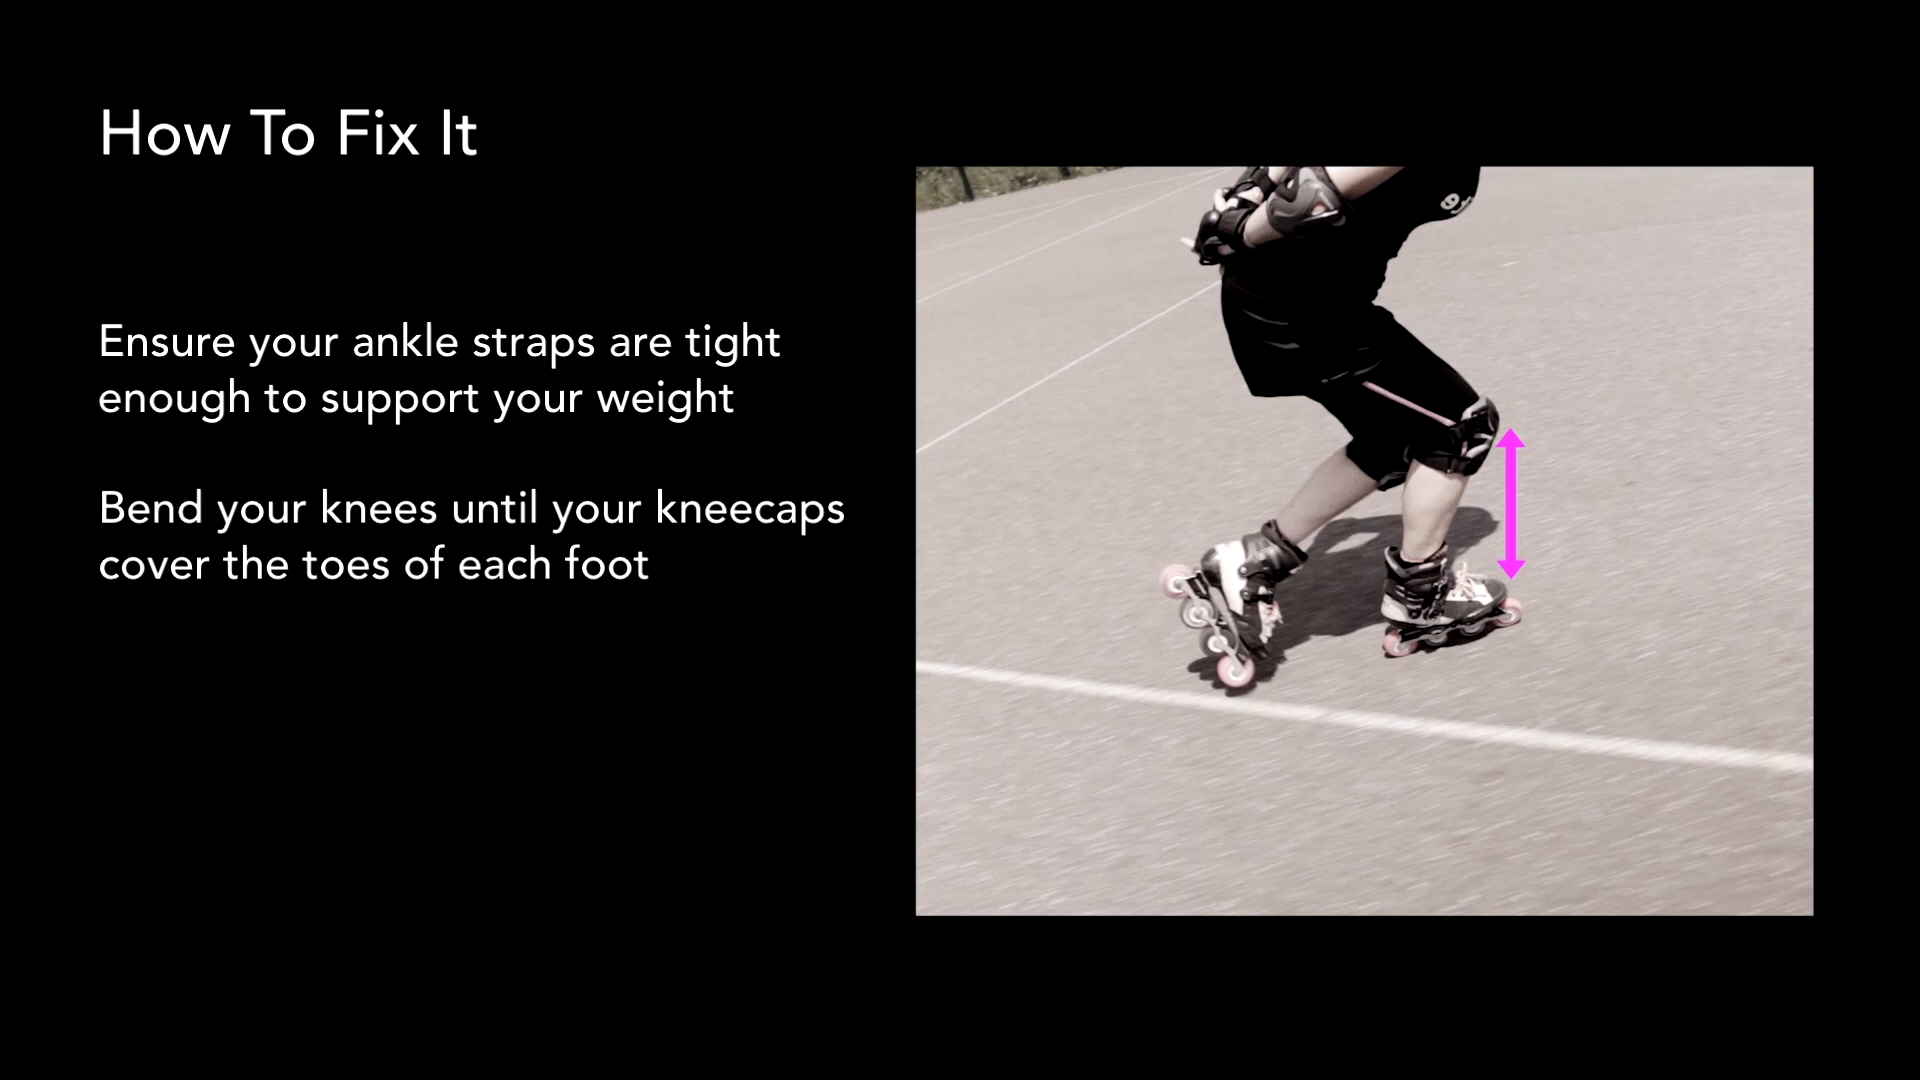 How To Fix It
Ensure your ankle straps are tight
enough to support your weight
Bend your knees until your kneecaps
cover the toes of each foot